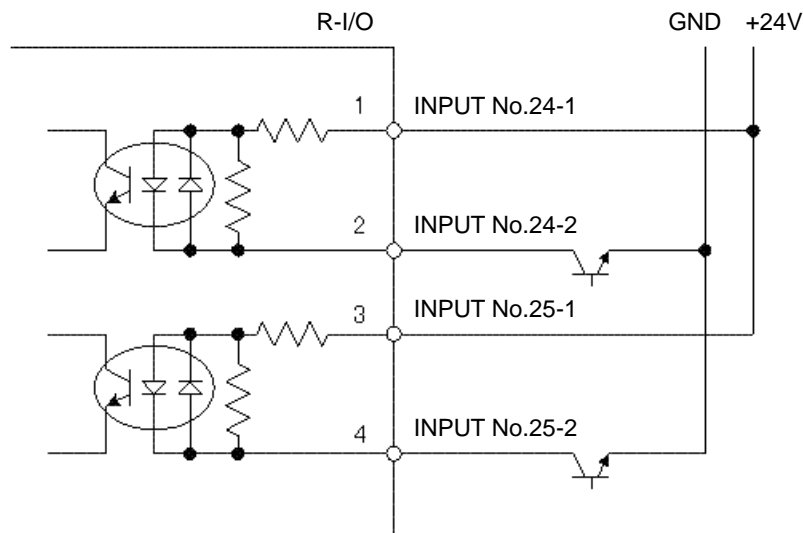 R-I/O GND +24V
1 INPUT No.24-1
2 INPUT No.24-2
3 INPUT No.25-1
4 INPUT No.25-2